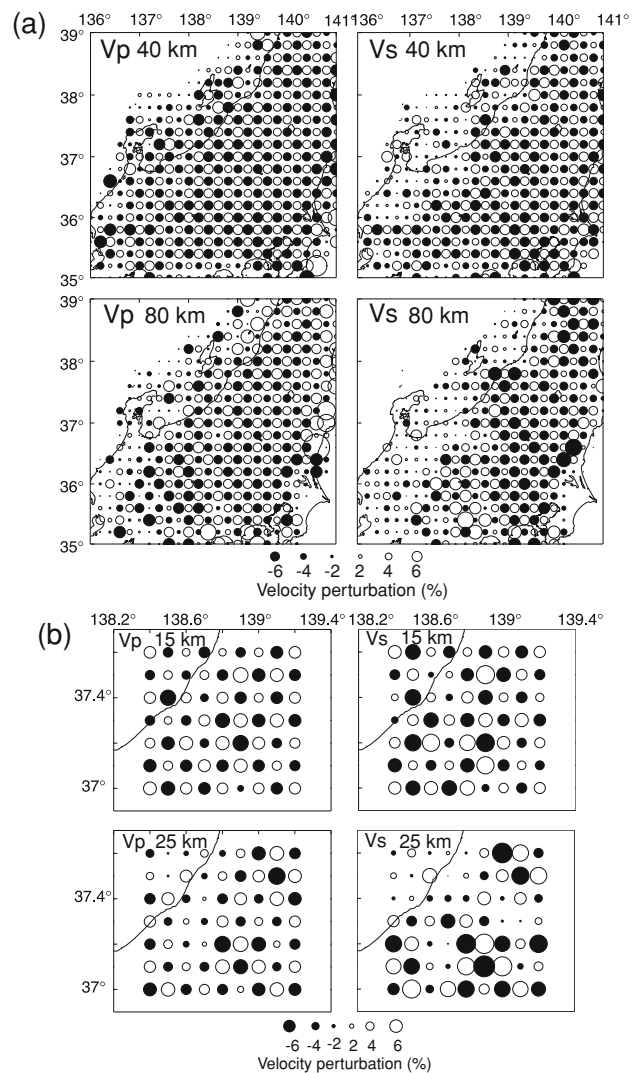 136° 137° 138° 139° 140° 141° 136° 137° 138° 139° 140° 141°
(a)
39°
Vp 40 km
Vs 40 km
38°
37°
36°
35°
39°
Vp 80 km
Vs 80 km
38°
37°
36°
35°
-6 -4 -2 2 4 6
Velocity perturbation (%)
(b)
138.2 138.6° 139° 139.4° 138.2 138.6° 139° 139.4°
Vp 15 km
Vs 15 km
37.4°
37°
Vp 25 km
Vs 25 km
37.4°
37°
-6 -4 -2 2 4 6
Velocity perturbation (%)